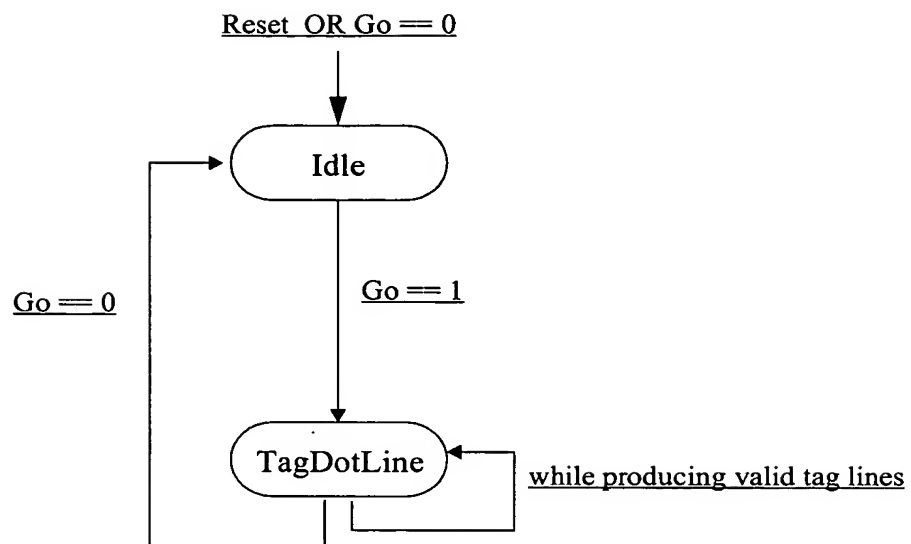 Reset OR Go == 0
Idle
Go == 0
Go == 1
TagDotLine
while producing valid tag lines